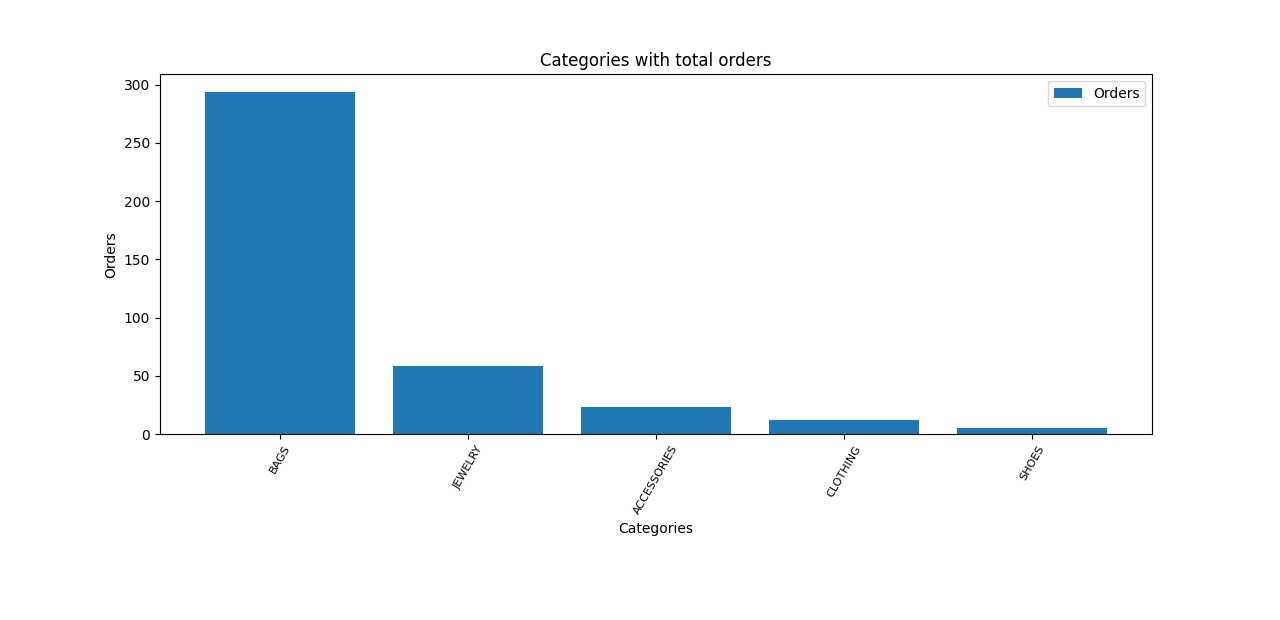 Categories with total orders
Orders
300
250
200
150
100
50
0
Orders
BAGS
JEWELRY
ACCESSORIES
CLOTHING
SHOES
Categories